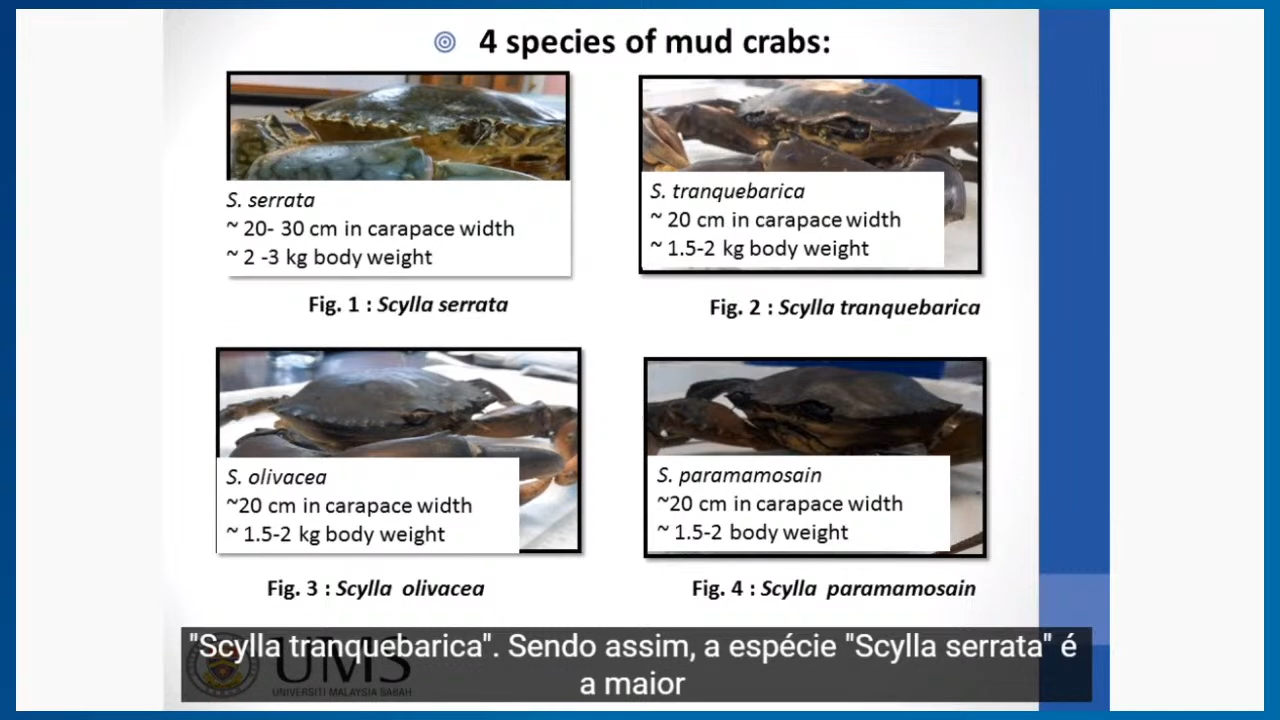 4 species of mud crabs:
S. serrata
~ 20- 30 cm in carapace width
~ 2 -3 kg body weight
Fig. 1 : Scylla serrata
S. tranquebarica
~ 20 cm in carapace width
~ 1.5-2 kg body weight
Fig. 2 : Scylla tranquebarica
S. olivacea
~20 cm in carapace width
~ 1.5-2 kg body weight
Fig. 3 : Scylla olivacea
S. paramamosain
~20 cm in carapace width
~ 1.5-2 body weight
Fig. 4 : Scylla paramamosain
"Scylla tranquebarica". Sendo assim, a espécie "Scylla serrata" é
a maior
UMS
UNIVERSITI MALAYSIA SABAH